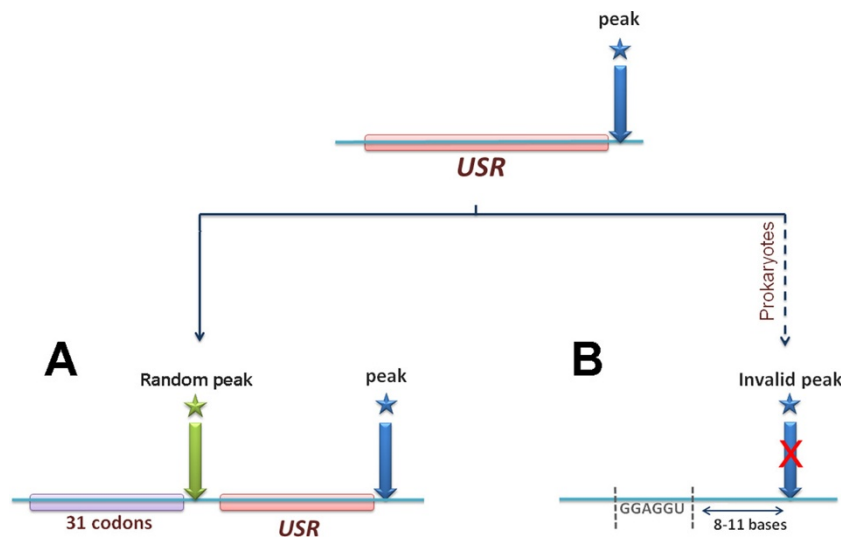 peak
USR
Prokaryotes
A
B
Random peak
peak
Invalid peak
X
GGAGGU
31 codons
USR
8-11 bases